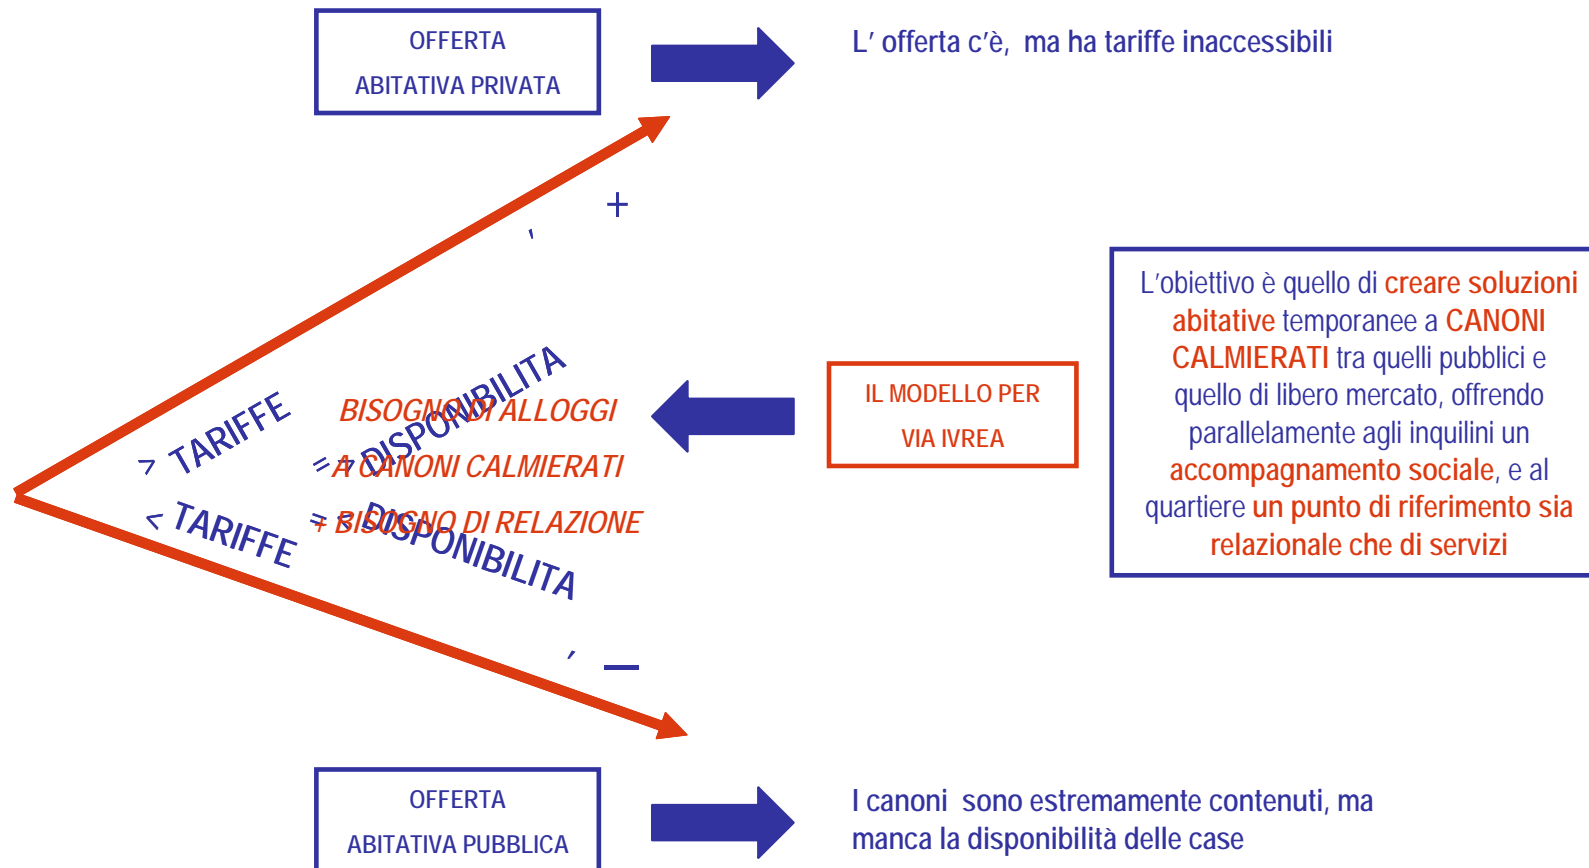 OFFERTA
ABITATIVA PRIVATA
L' offerta c'è, ma ha tariffe inaccessibili
+
'
> TARIFFE => DISPONIBILITA
BISOGNO DI ALLOGGI
A CANONI CALMIERATI
+ BISOGNO DI RELAZIONE
< TARIFFE =< DISPONIBILITA
' —
IL MODELLO PER
VIA IVREA
L'obiettivo è quello di creare soluzioni
abitative temporanee a CANONI
CALMIERATI tra quelli pubblici e
quello di libero mercato, offrendo
parallelamente agli inquilini un
accompagnamento sociale, e al
quartiere un punto di riferimento sia
relazionale che di servizi
OFFERTA
ABITATIVA PUBBLICA
I canoni sono estremamente contenuti, ma
manca la disponibilità delle case